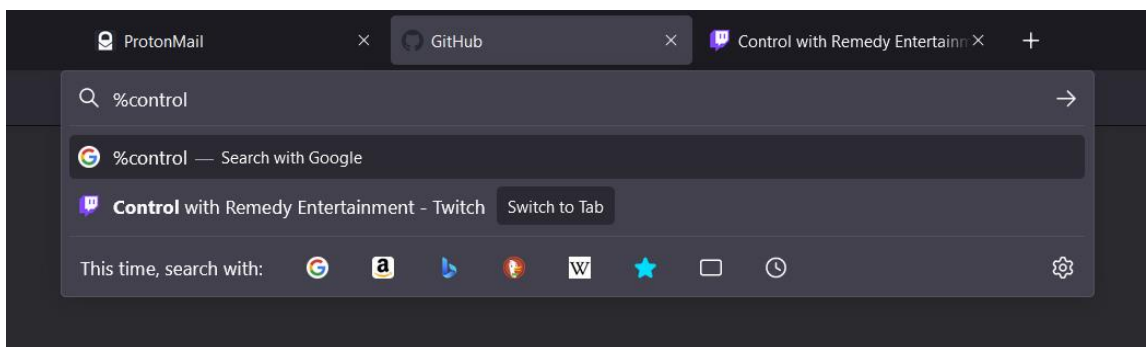 ProtonMail GitHub Control with Remedy Entertain
%control
%control — Search with Google
Control with Remedy Entertainment - Twitch Switch to Tab
This time, search with: G a W